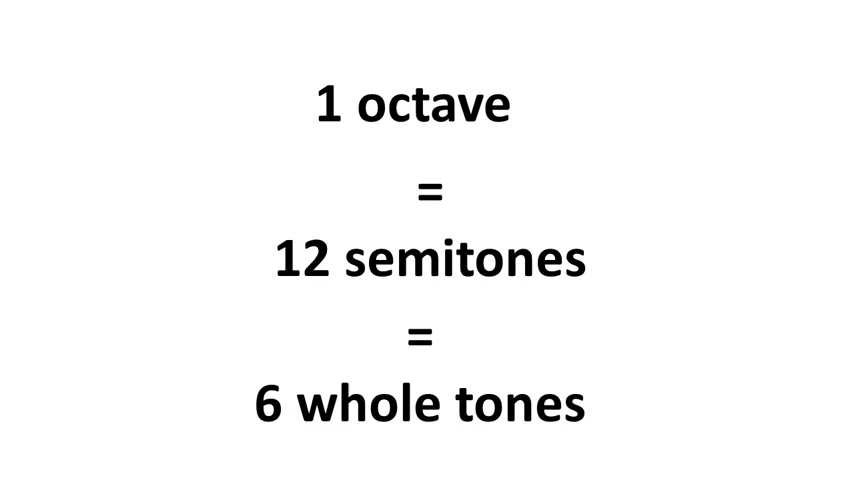 1 octave
=
12 semitones
=
6 whole tones